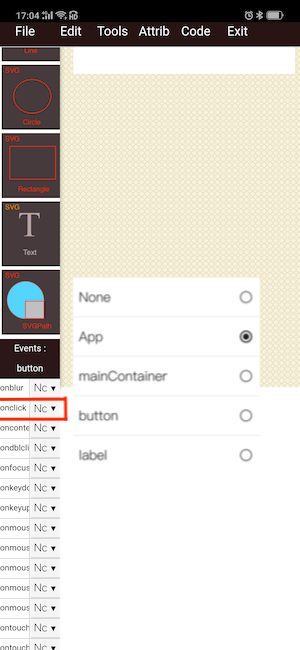 17:04
File Edit Tools Attrib Code Exit
Line
SVG
Circle
SVG
Rectangle
SVG
T
Text
SVG
SVGPath
Events :
button
onblur Nc
onclick Nc
onconte Nc
ondblcli Nc
onfocus Nc
onkeydo Nc
onkeyup Nc
onmous Nc
onmous Nc
onmous Nc
onmous Nc
onmous Nc
ontouch Nc
ontouch Nc
None
App
mainContainer
button
label